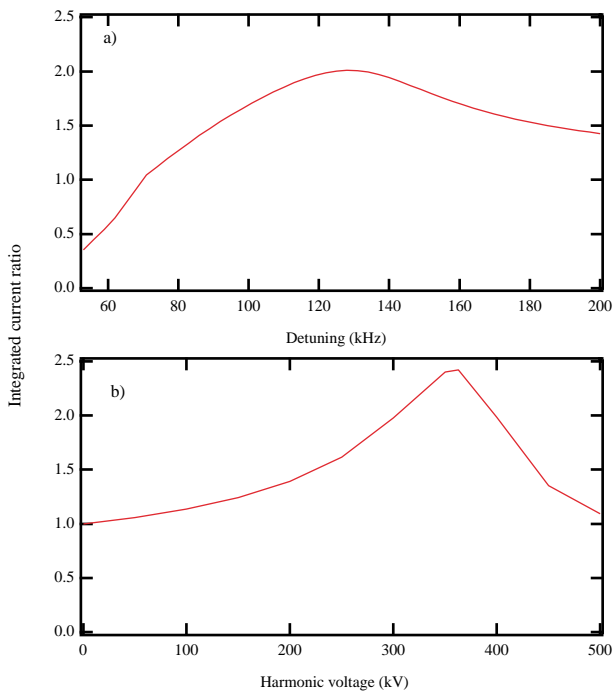 Integrated current ratio
a)
2.5
2.0
1.5
1.0
0.5
0.0
60 80 100 120 140 160 180 200
Detuning (kHz)
b)
2.5
2.0
1.5
1.0
0.5
0.0
0 100 200 300 400 500
Harmonic voltage (kV)